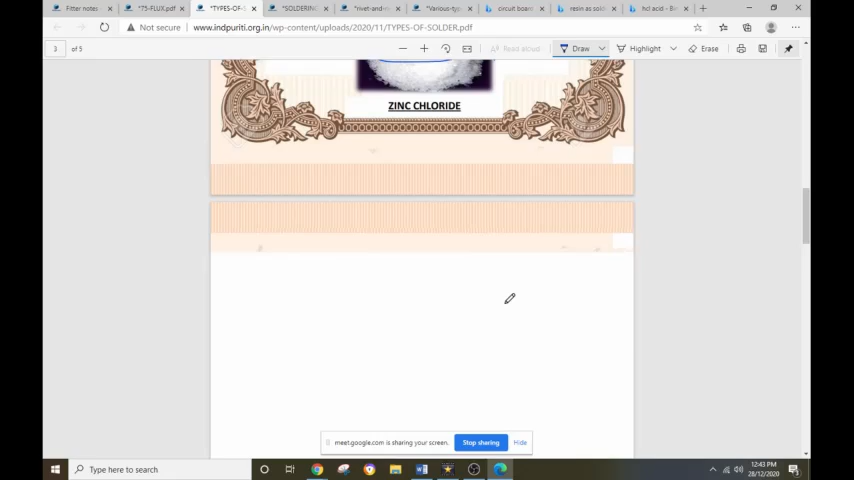 Fitter notes
*75-FLUX.pdf
*TYPES-OF-S
*SOLDERING
*rivet-and-
*Various-typ
circuit boar
resin as sol
hcl acid - Bi
Not secure
www.indpuriti.org.in/wp-content/uploads/2020/11/TYPES-OF-SOLDER.pdf
3 of 5
Read aloud
Draw
Highlight
Erase
ZINC CHLORIDE
meet.google.com is sharing your screen.
Stop sharing
Hide
Type here to search
12:43 PM
28/12/2020